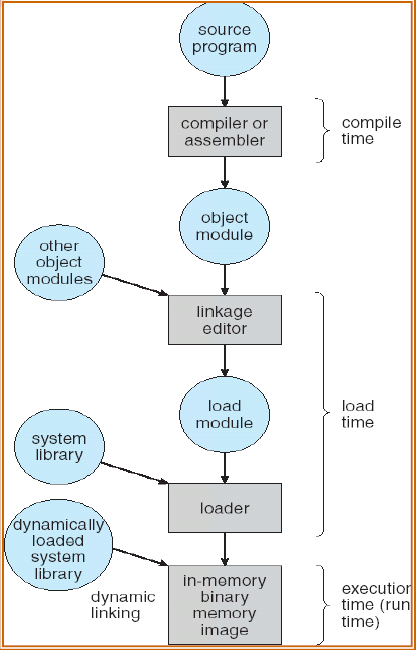 source
program
compiler or
assembler
compile
time
object
module
other
object
modules
linkage
editor
load
module
load
time
system
library
loader
dynamically
loaded
system
library
dynamic
linking
in-memory
binary
memory
image
execution
time (run
time)